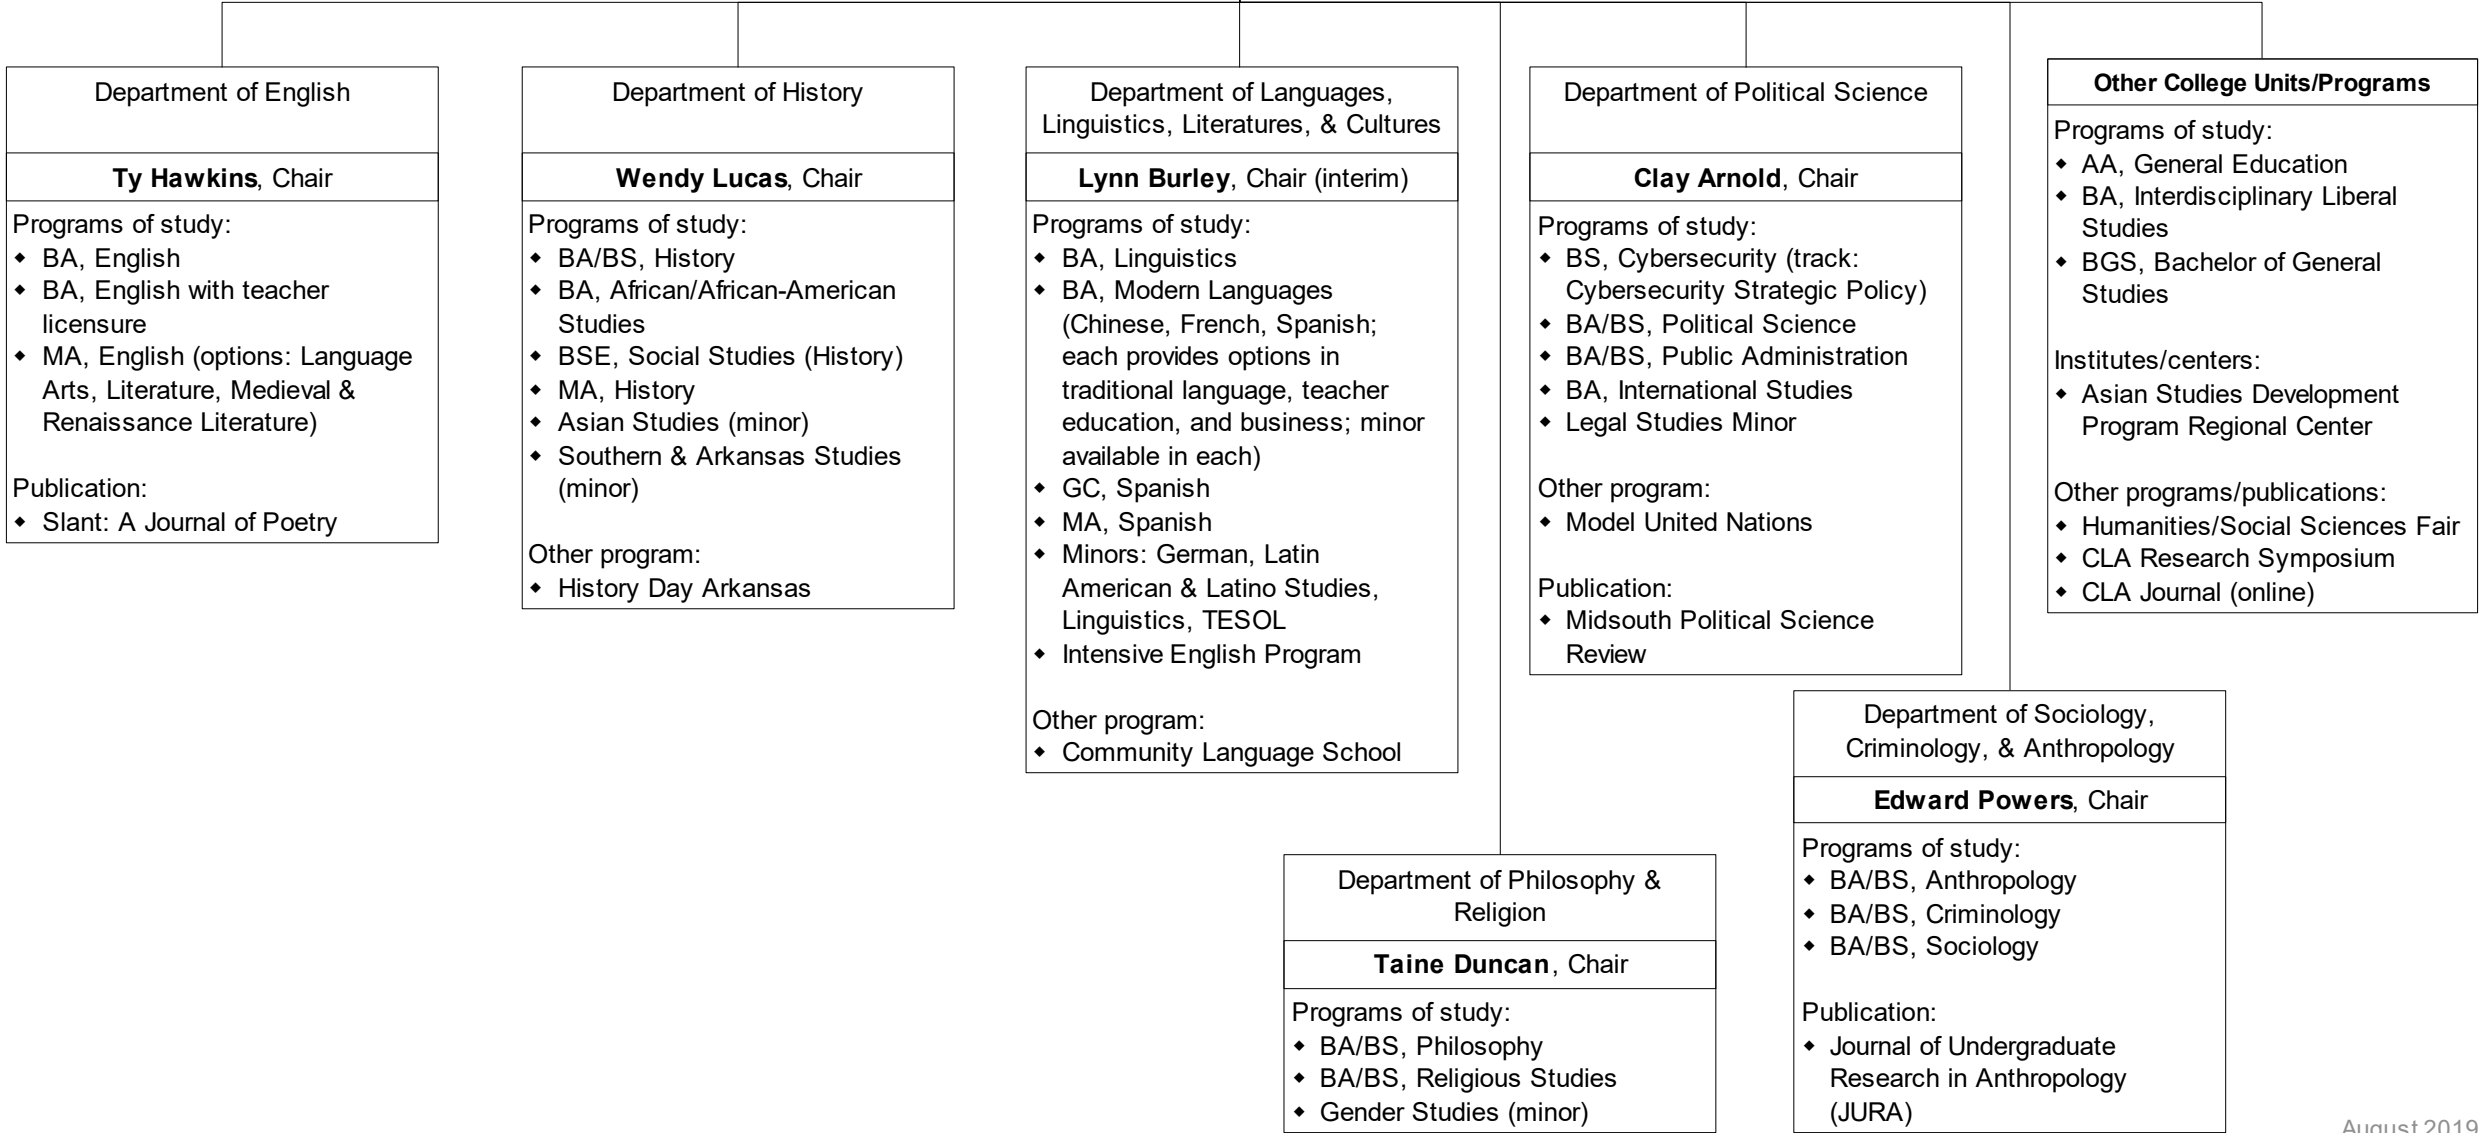 Department of English
Ty Hawkins, Chair
Programs of study:
◆ BA, English
◆ BA, English with teacher
licensure
◆ MA, English (options: Language
Arts, Literature, Medieval &
Renaissance Literature)
Publication:
◆ Slant: A Journal of Poetry
Department of History
Wendy Lucas, Chair
Programs of study:
◆ BA/BS, History
◆ BA, African/African-American
Studies
◆ BSE, Social Studies (History)
◆ MA, History
◆ Asian Studies (minor)
◆ Southern & Arkansas Studies
(minor)
Other program:
◆ History Day Arkansas
Department of Languages,
Linguistics, Literatures, & Cultures
Lynn Burley, Chair (interim)
Programs of study:
◆ BA, Linguistics
◆ BA, Modern Languages
(Chinese, French, Spanish;
each provides options in
traditional language, teacher
education, and business; minor
available in each)
◆ GC, Spanish
◆ MA, Spanish
◆ Minors: German, Latin
American & Latino Studies,
Linguistics, TESOL
◆ Intensive English Program
Other program:
◆ Community Language School
Department of Philosophy &
Religion
Taine Duncan, Chair
Programs of study:
◆ BA/BS, Philosophy
◆ BA/BS, Religious Studies
◆ Gender Studies (minor)
Department of Political Science
Clay Arnold, Chair
Programs of study:
◆ BS, Cybersecurity (track:
Cybersecurity Strategic Policy)
◆ BA/BS, Political Science
◆ BA/BS, Public Administration
◆ BA, International Studies
◆ Legal Studies Minor
Other program:
◆ Model United Nations
Publication:
◆ Midsouth Political Science
Review
Department of Sociology,
Criminology, & Anthropology
Edward Powers, Chair
Programs of study:
◆ BA/BS, Anthropology
◆ BA/BS, Criminology
◆ BA/BS, Sociology
Publication:
◆ Journal of Undergraduate
Research in Anthropology
(JURA)
Other College Units/Programs
Programs of study:
◆ AA, General Education
◆ BA, Interdisciplinary Liberal
Studies
◆ BGS, Bachelor of General
Studies
Institutes/centers:
◆ Asian Studies Development
Program Regional Center
Other programs/publications:
◆ Humanities/Social Sciences Fair
◆ CLA Research Symposium
◆ CLA Journal (online)
August 2019